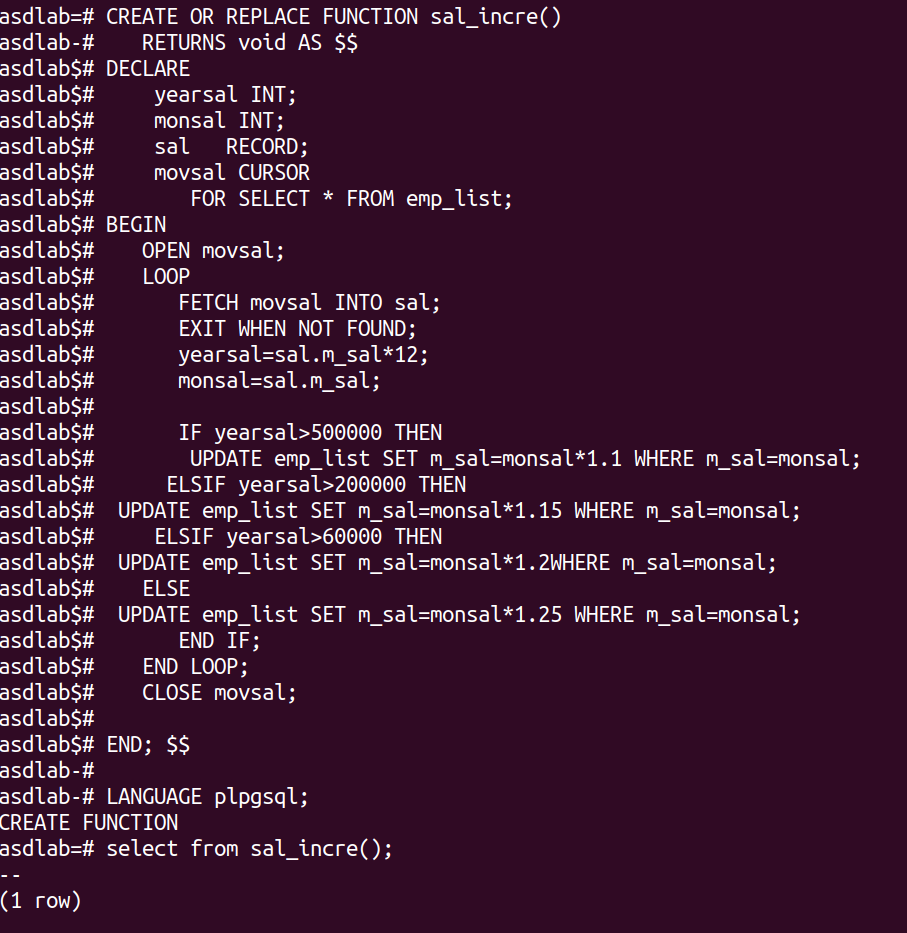 asdlab=# CREATE OR REPLACE FUNCTION sal_incre()
asdlab-#    RETURNS void AS $$
asdlab$# DECLARE
asdlab$#     yearsal INT;
asdlab$#     monsal INT;
asdlab$#     sal   RECORD;
asdlab$#     movsal CURSOR
asdlab$#        FOR SELECT * FROM emp_list;
asdlab$# BEGIN
asdlab$#    OPEN movsal;
asdlab$#    LOOP
asdlab$#       FETCH movsal INTO sal;
asdlab$#       EXIT WHEN NOT FOUND;
asdlab$#       yearsal=sal.m_sal*12;
asdlab$#       monsal=sal.m_sal;
asdlab$#
asdlab$#       IF yearsal>500000 THEN
asdlab$#        UPDATE emp_list SET m_sal=monsal*1.1 WHERE m_sal=monsal;
asdlab$#      ELSIF yearsal>200000 THEN
asdlab$#  UPDATE emp_list SET m_sal=monsal*1.15 WHERE m_sal=monsal;
asdlab$#     ELSIF yearsal>60000 THEN
asdlab$#  UPDATE emp_list SET m_sal=monsal*1.2WHERE m_sal=monsal;
asdlab$#    ELSE
asdlab$#  UPDATE emp_list SET m_sal=monsal*1.25 WHERE m_sal=monsal;
asdlab$#       END IF;
asdlab$#    END LOOP;
asdlab$#    CLOSE movsal;
asdlab$#
asdlab$# END; $$
asdlab-#
asdlab-# LANGUAGE plpgsql;
CREATE FUNCTION
asdlab=# select from sal_incre();
--
(1 row)